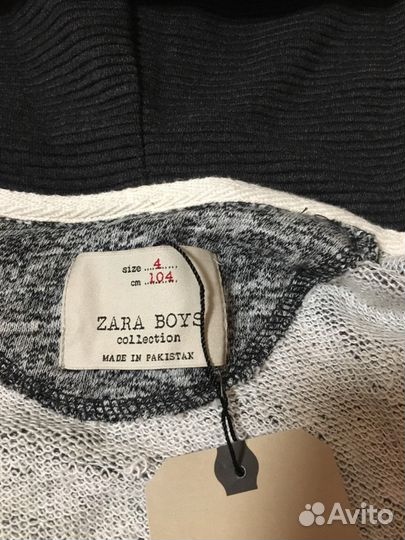 size 4
cm 104
ZARA BOYS
collection
MADE IN PAKISTAN
Avito